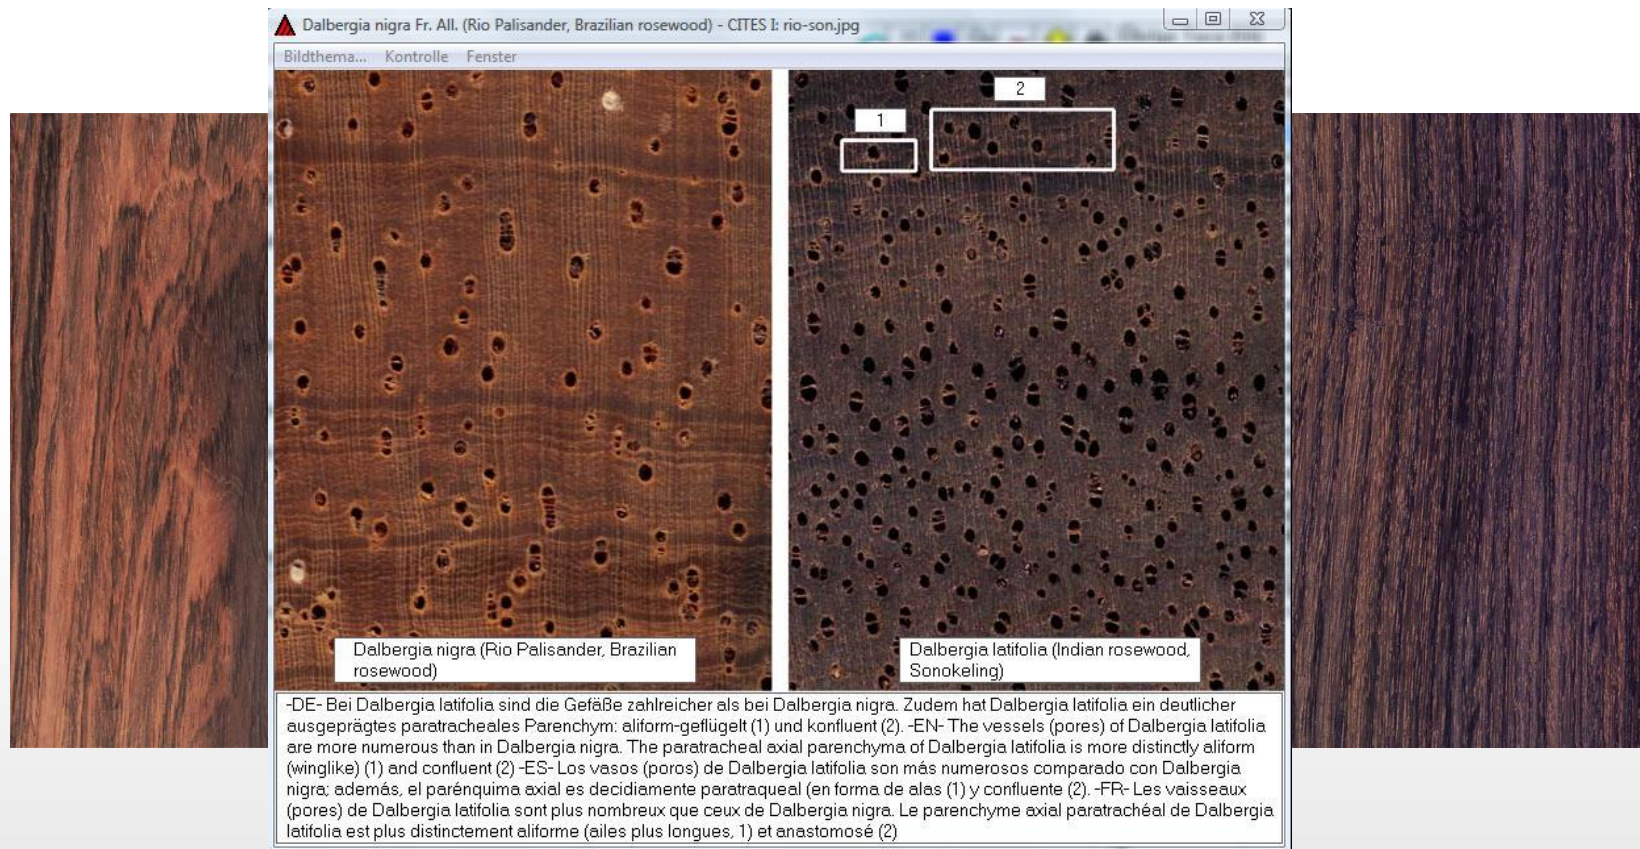 Dalbergia nigra Fr. All. (Rio Palisander, Brazilian rosewood) - CITES I: rio-son.jpg
Bildthema... Kontrolle Fenster
1
2
Dalbergia nigra (Rio Palisander, Brazilian
rosewood)
Dalbergia latifolia (Indian rosewood,
Sonokeling)
-DE- Bei Dalbergia latifolia sind die Gefäße zahlreicher als bei Dalbergia nigra. Zudem hat Dalbergia latifolia ein deutlicher
ausgeprägtes paratracheales Parenchym: aliform-geflügelt (1) und konfluent (2). -EN- The vessels (pores) of Dalbergia latifolia
are more numerous than in Dalbergia nigra. The paratracheal axial parenchyma of Dalbergia latifolia is more distinctly aliform
(winglike) (1) and confluent (2) -ES- Los vasos (poros) de Dalbergia latifolia son más numerosos comparado con Dalbergia
nigra; además, el parénquima axial es decidiamente paratraqueal (en forma de alas (1) y confluente (2). -FR- Les vaisseaux
(pores) de Dalbergia latifolia sont plus nombreux que ceux de Dalbergia nigra. Le parenchyme axial paratrachéal de Dalbergia
latifolia est plus distinctement aliforme (ailes plus longues, 1) et anastomosé (2)